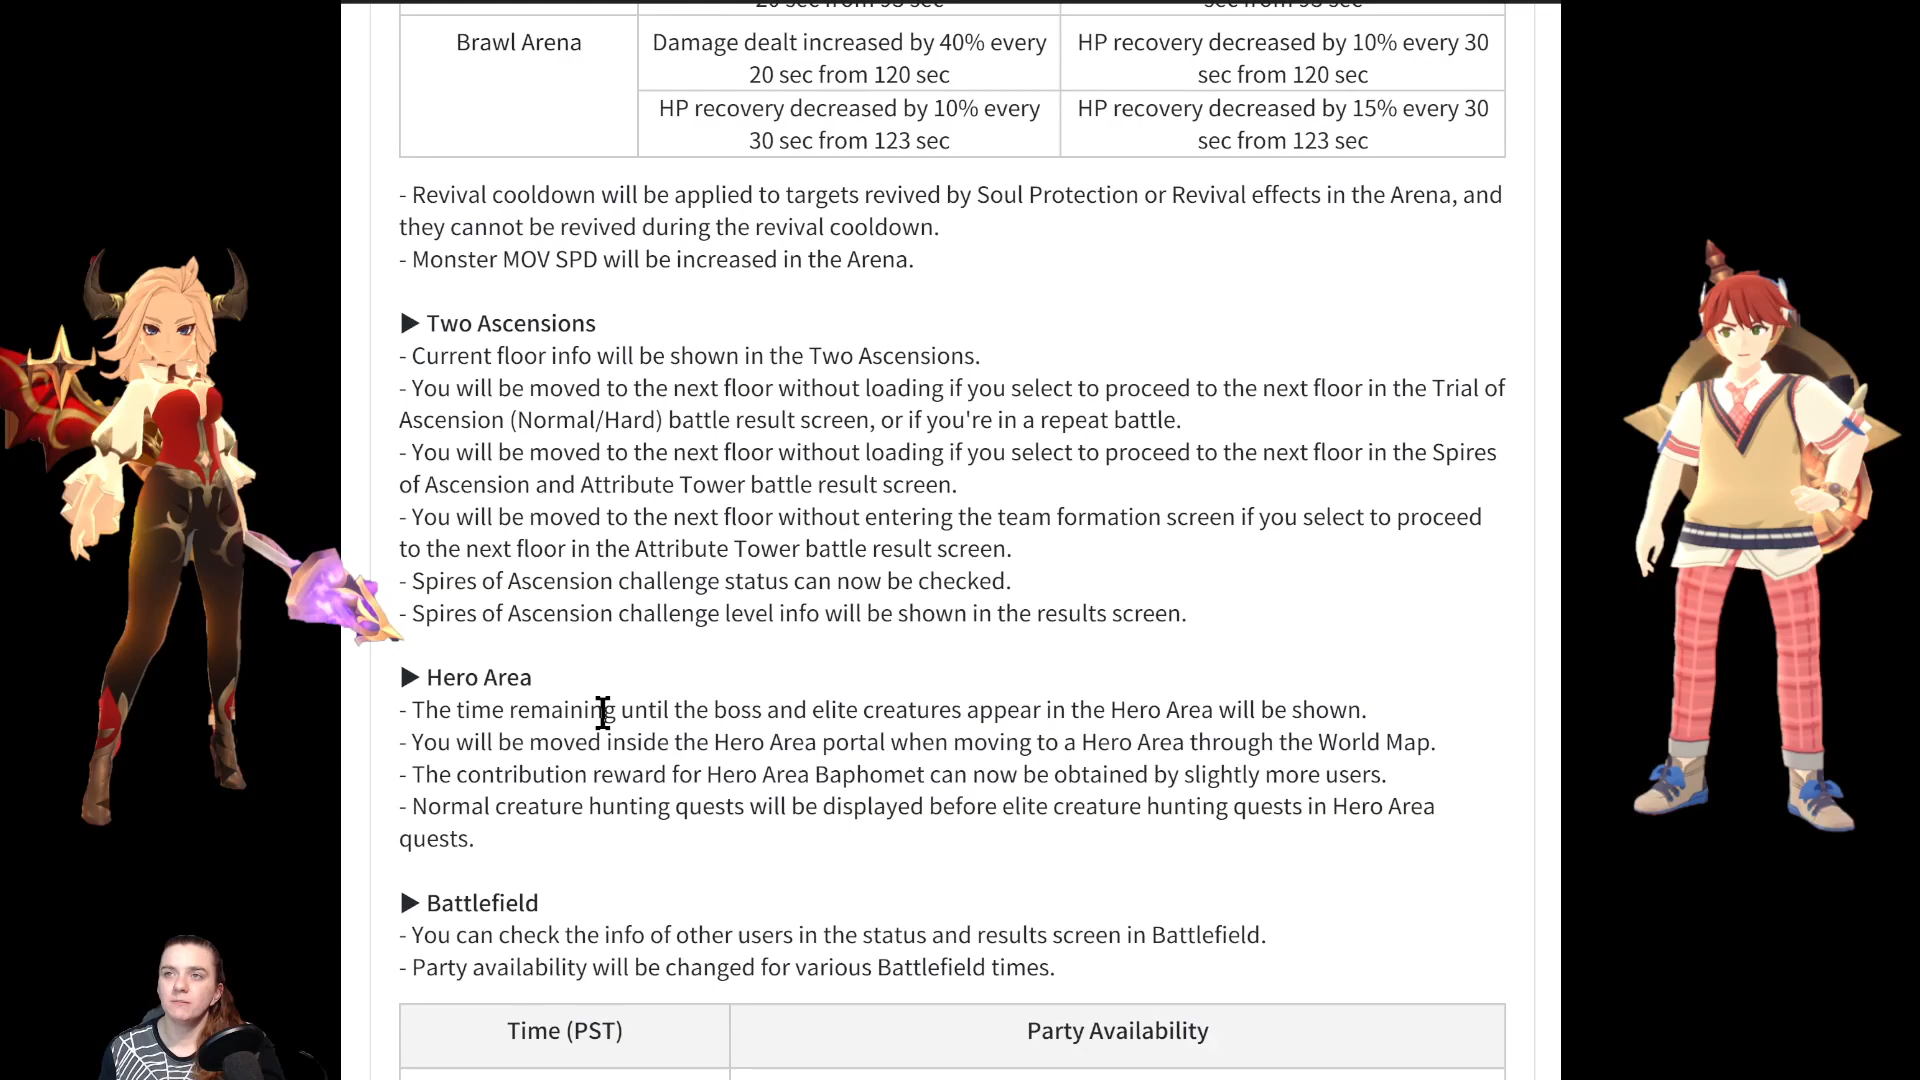 20 sec from 93 sec
sec from 93 sec
Brawl Arena
Damage dealt increased by 40% every
20 sec from 120 sec
HP recovery decreased by 10% every 30
sec from 120 sec
HP recovery decreased by 10% every
30 sec from 123 sec
HP recovery decreased by 15% every 30
sec from 123 sec
- Revival cooldown will be applied to targets revived by Soul Protection or Revival effects in the Arena, and
they cannot be revived during the revival cooldown.
- Monster MOV SPD will be increased in the Arena.
▶ Two Ascensions
- Current floor info will be shown in the Two Ascensions.
- You will be moved to the next floor without loading if you select to proceed to the next floor in the Trial of
Ascension (Normal/Hard) battle result screen, or if you're in a repeat battle.
- You will be moved to the next floor without loading if you select to proceed to the next floor in the Spires
of Ascension and Attribute Tower battle result screen.
- You will be moved to the next floor without entering the team formation screen if you select to proceed
to the next floor in the Attribute Tower battle result screen.
- Spires of Ascension challenge status can now be checked.
- Spires of Ascension challenge level info will be shown in the results screen.
▶ Hero Area
- The time remaining until the boss and elite creatures appear in the Hero Area will be shown.
- You will be moved inside the Hero Area portal when moving to a Hero Area through the World Map.
- The contribution reward for Hero Area Baphomet can now be obtained by slightly more users.
- Normal creature hunting quests will be displayed before elite creature hunting quests in Hero Area
quests.
▶ Battlefield
- You can check the info of other users in the status and results screen in Battlefield.
- Party availability will be changed for various Battlefield times.
Time (PST)
Party Availability